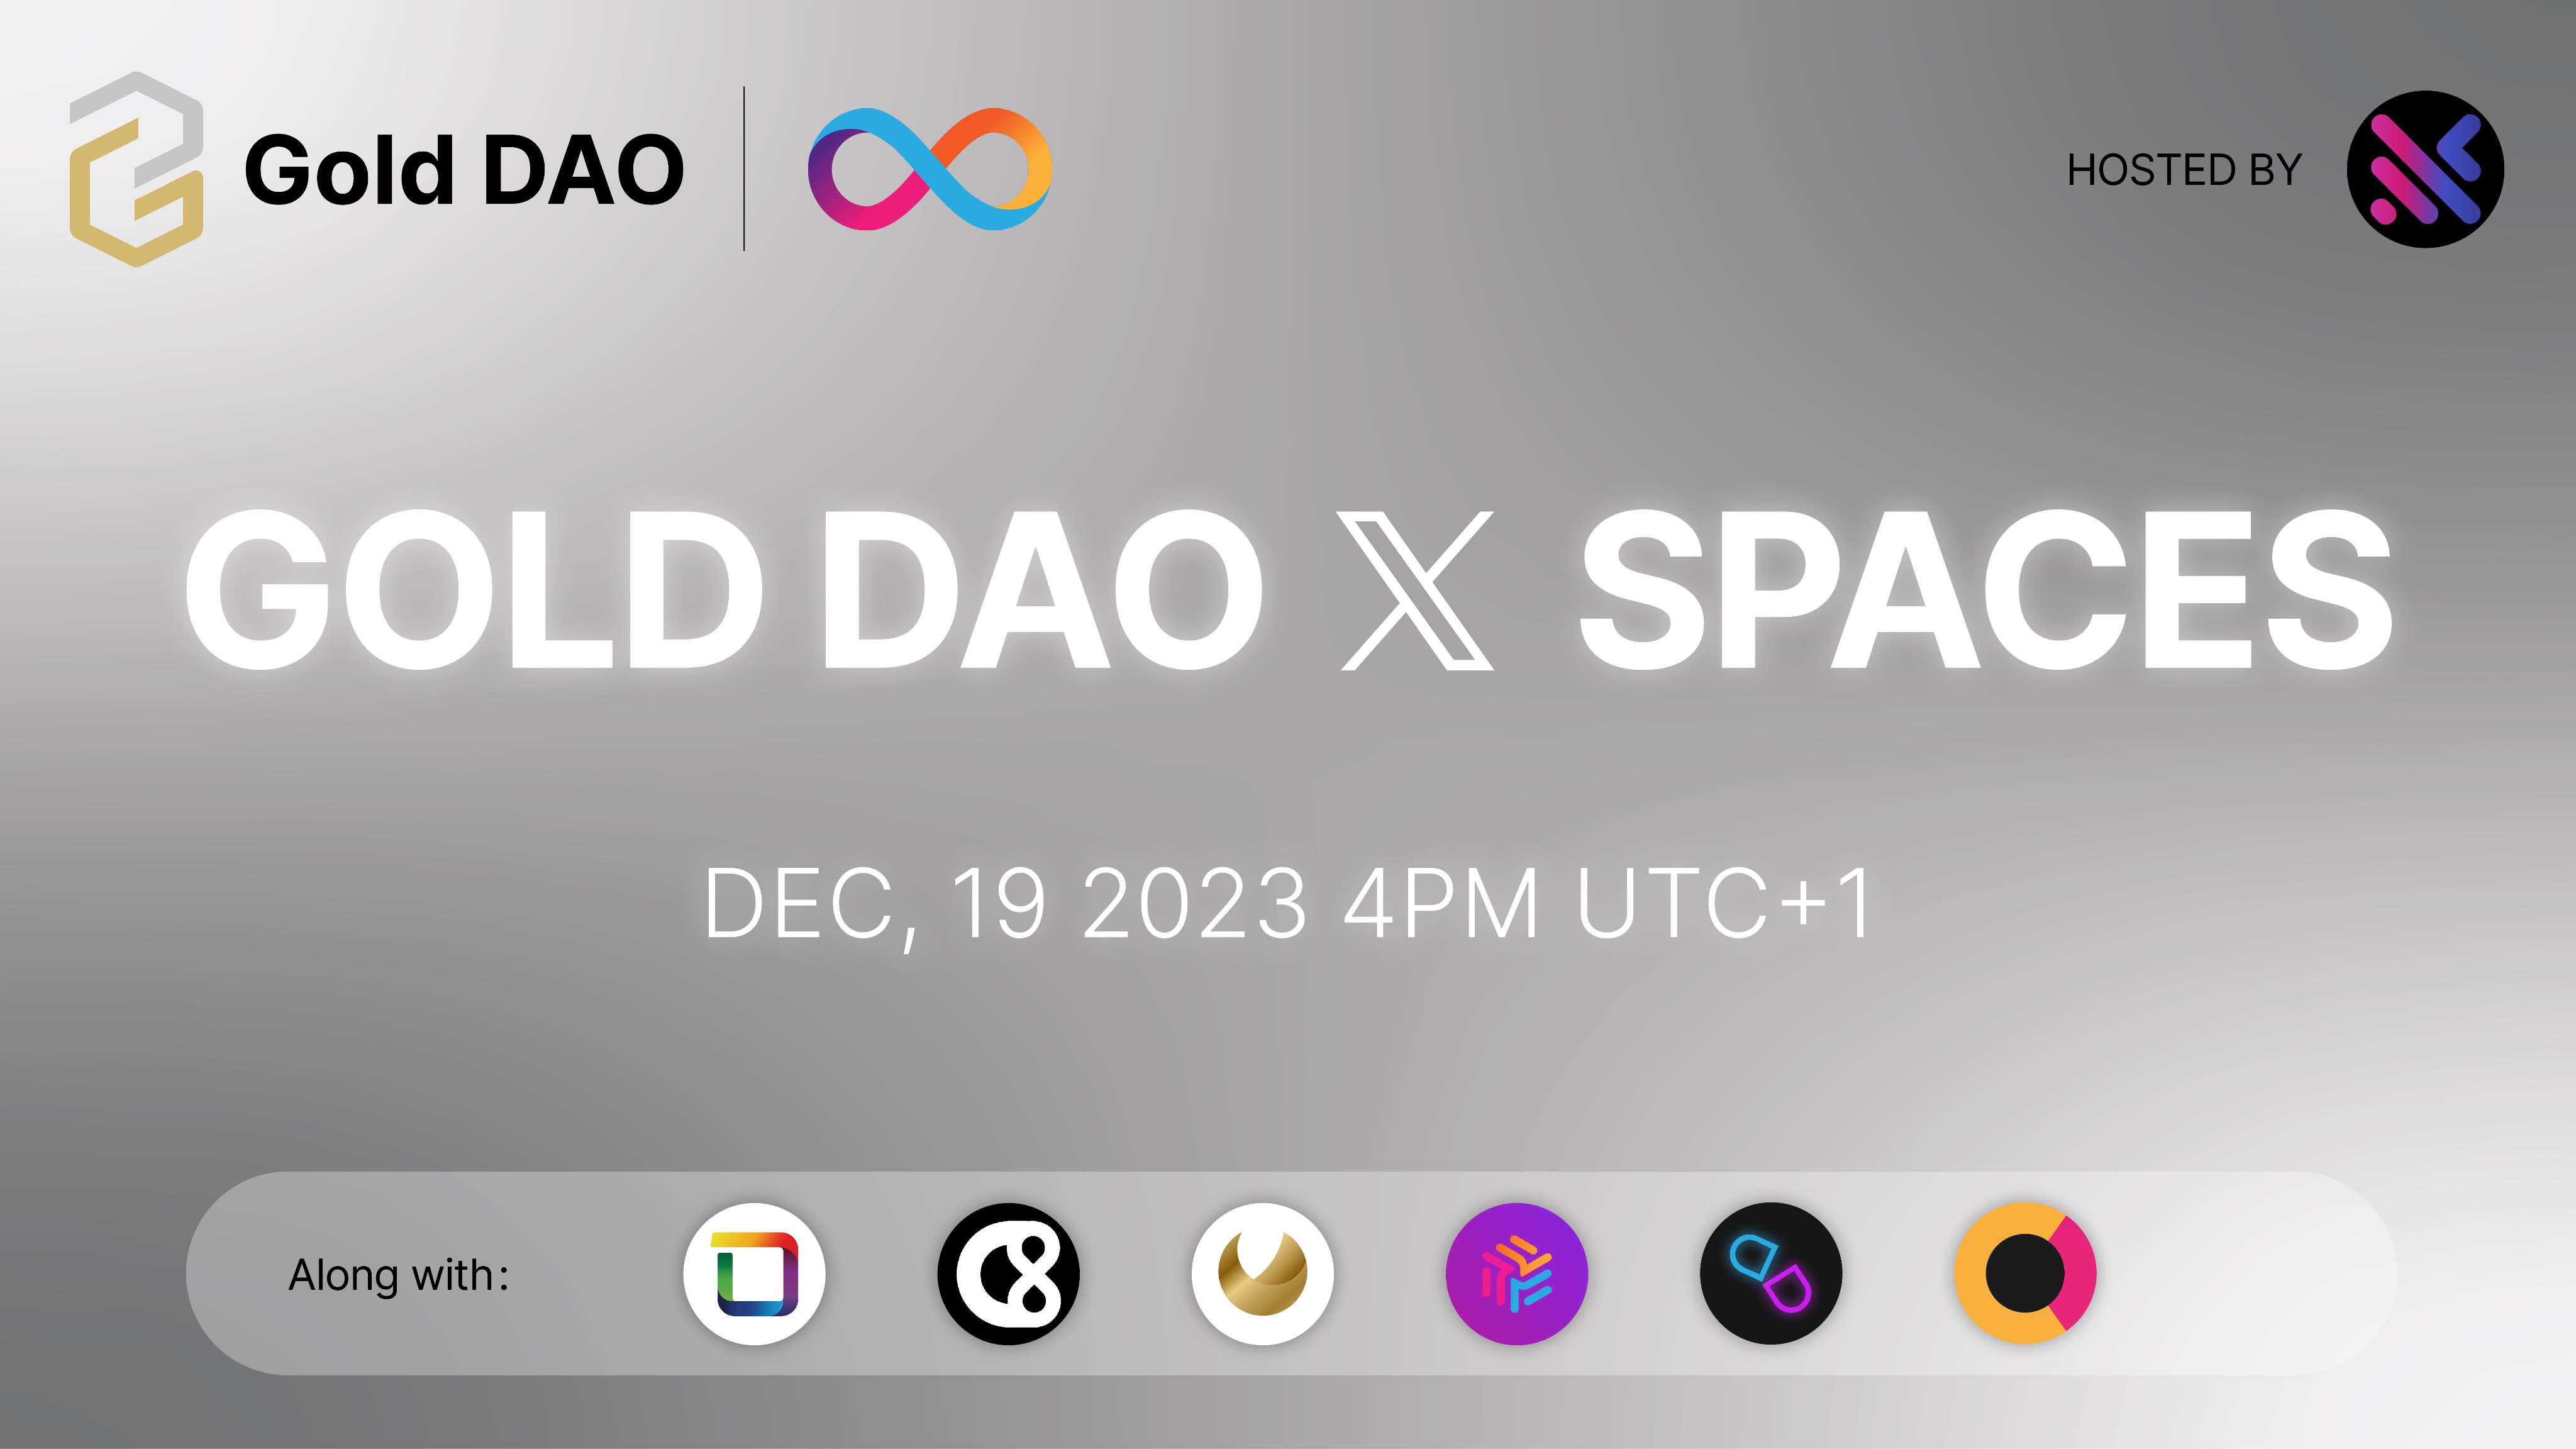 Gold DAO
HOSTED BY
GOLD DAO 𝕏 SPACES
DEC, 19 2023 4PM UTC+1
Along with: